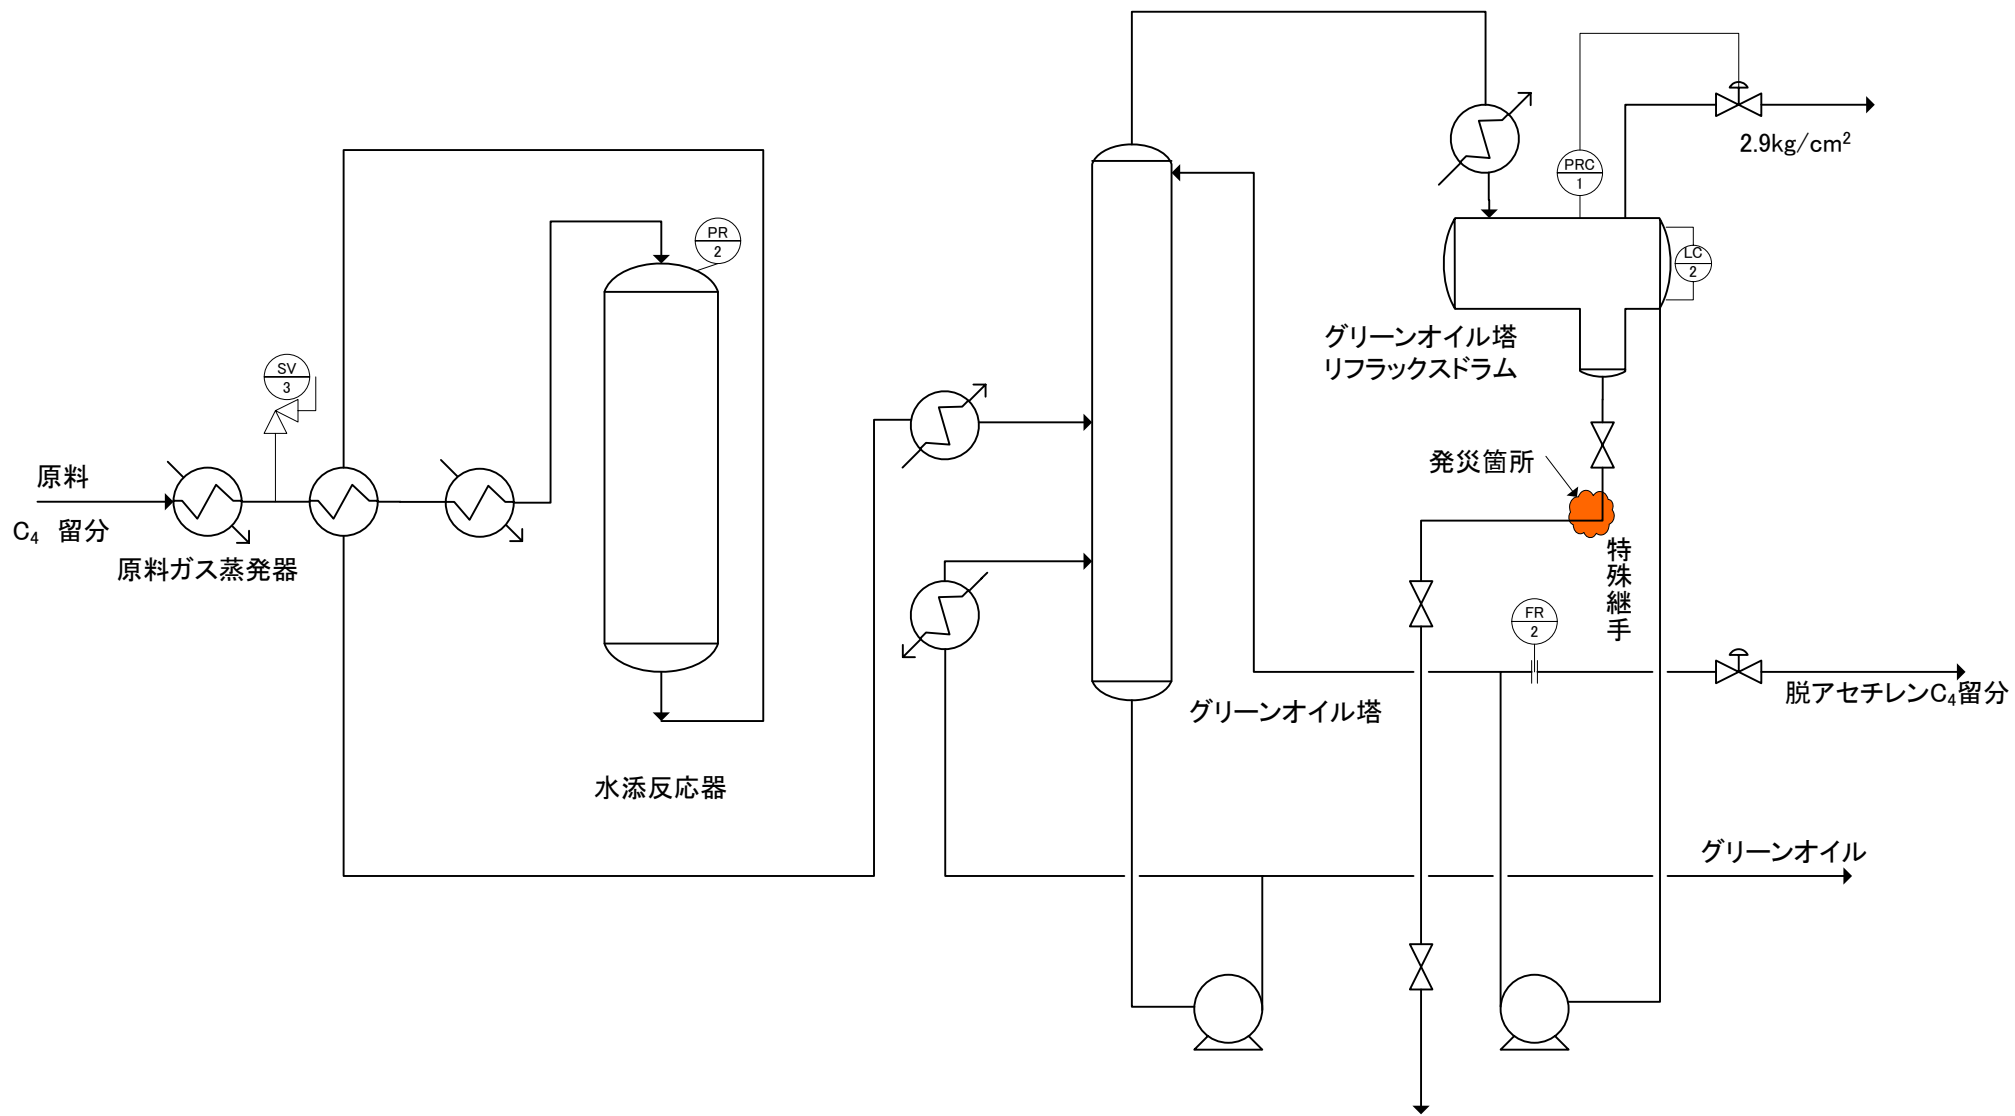 2.9kg/cm²
PRC
1
PR
2
LC
2
グリーンオイル塔
リフラックスドラム
SV
3
原料
C₄ 留分
原料ガス蒸発器
発災箇所
特殊継手
FR
2
脱アセチレンC₄留分
グリーンオイル塔
水添反応器
グリーンオイル